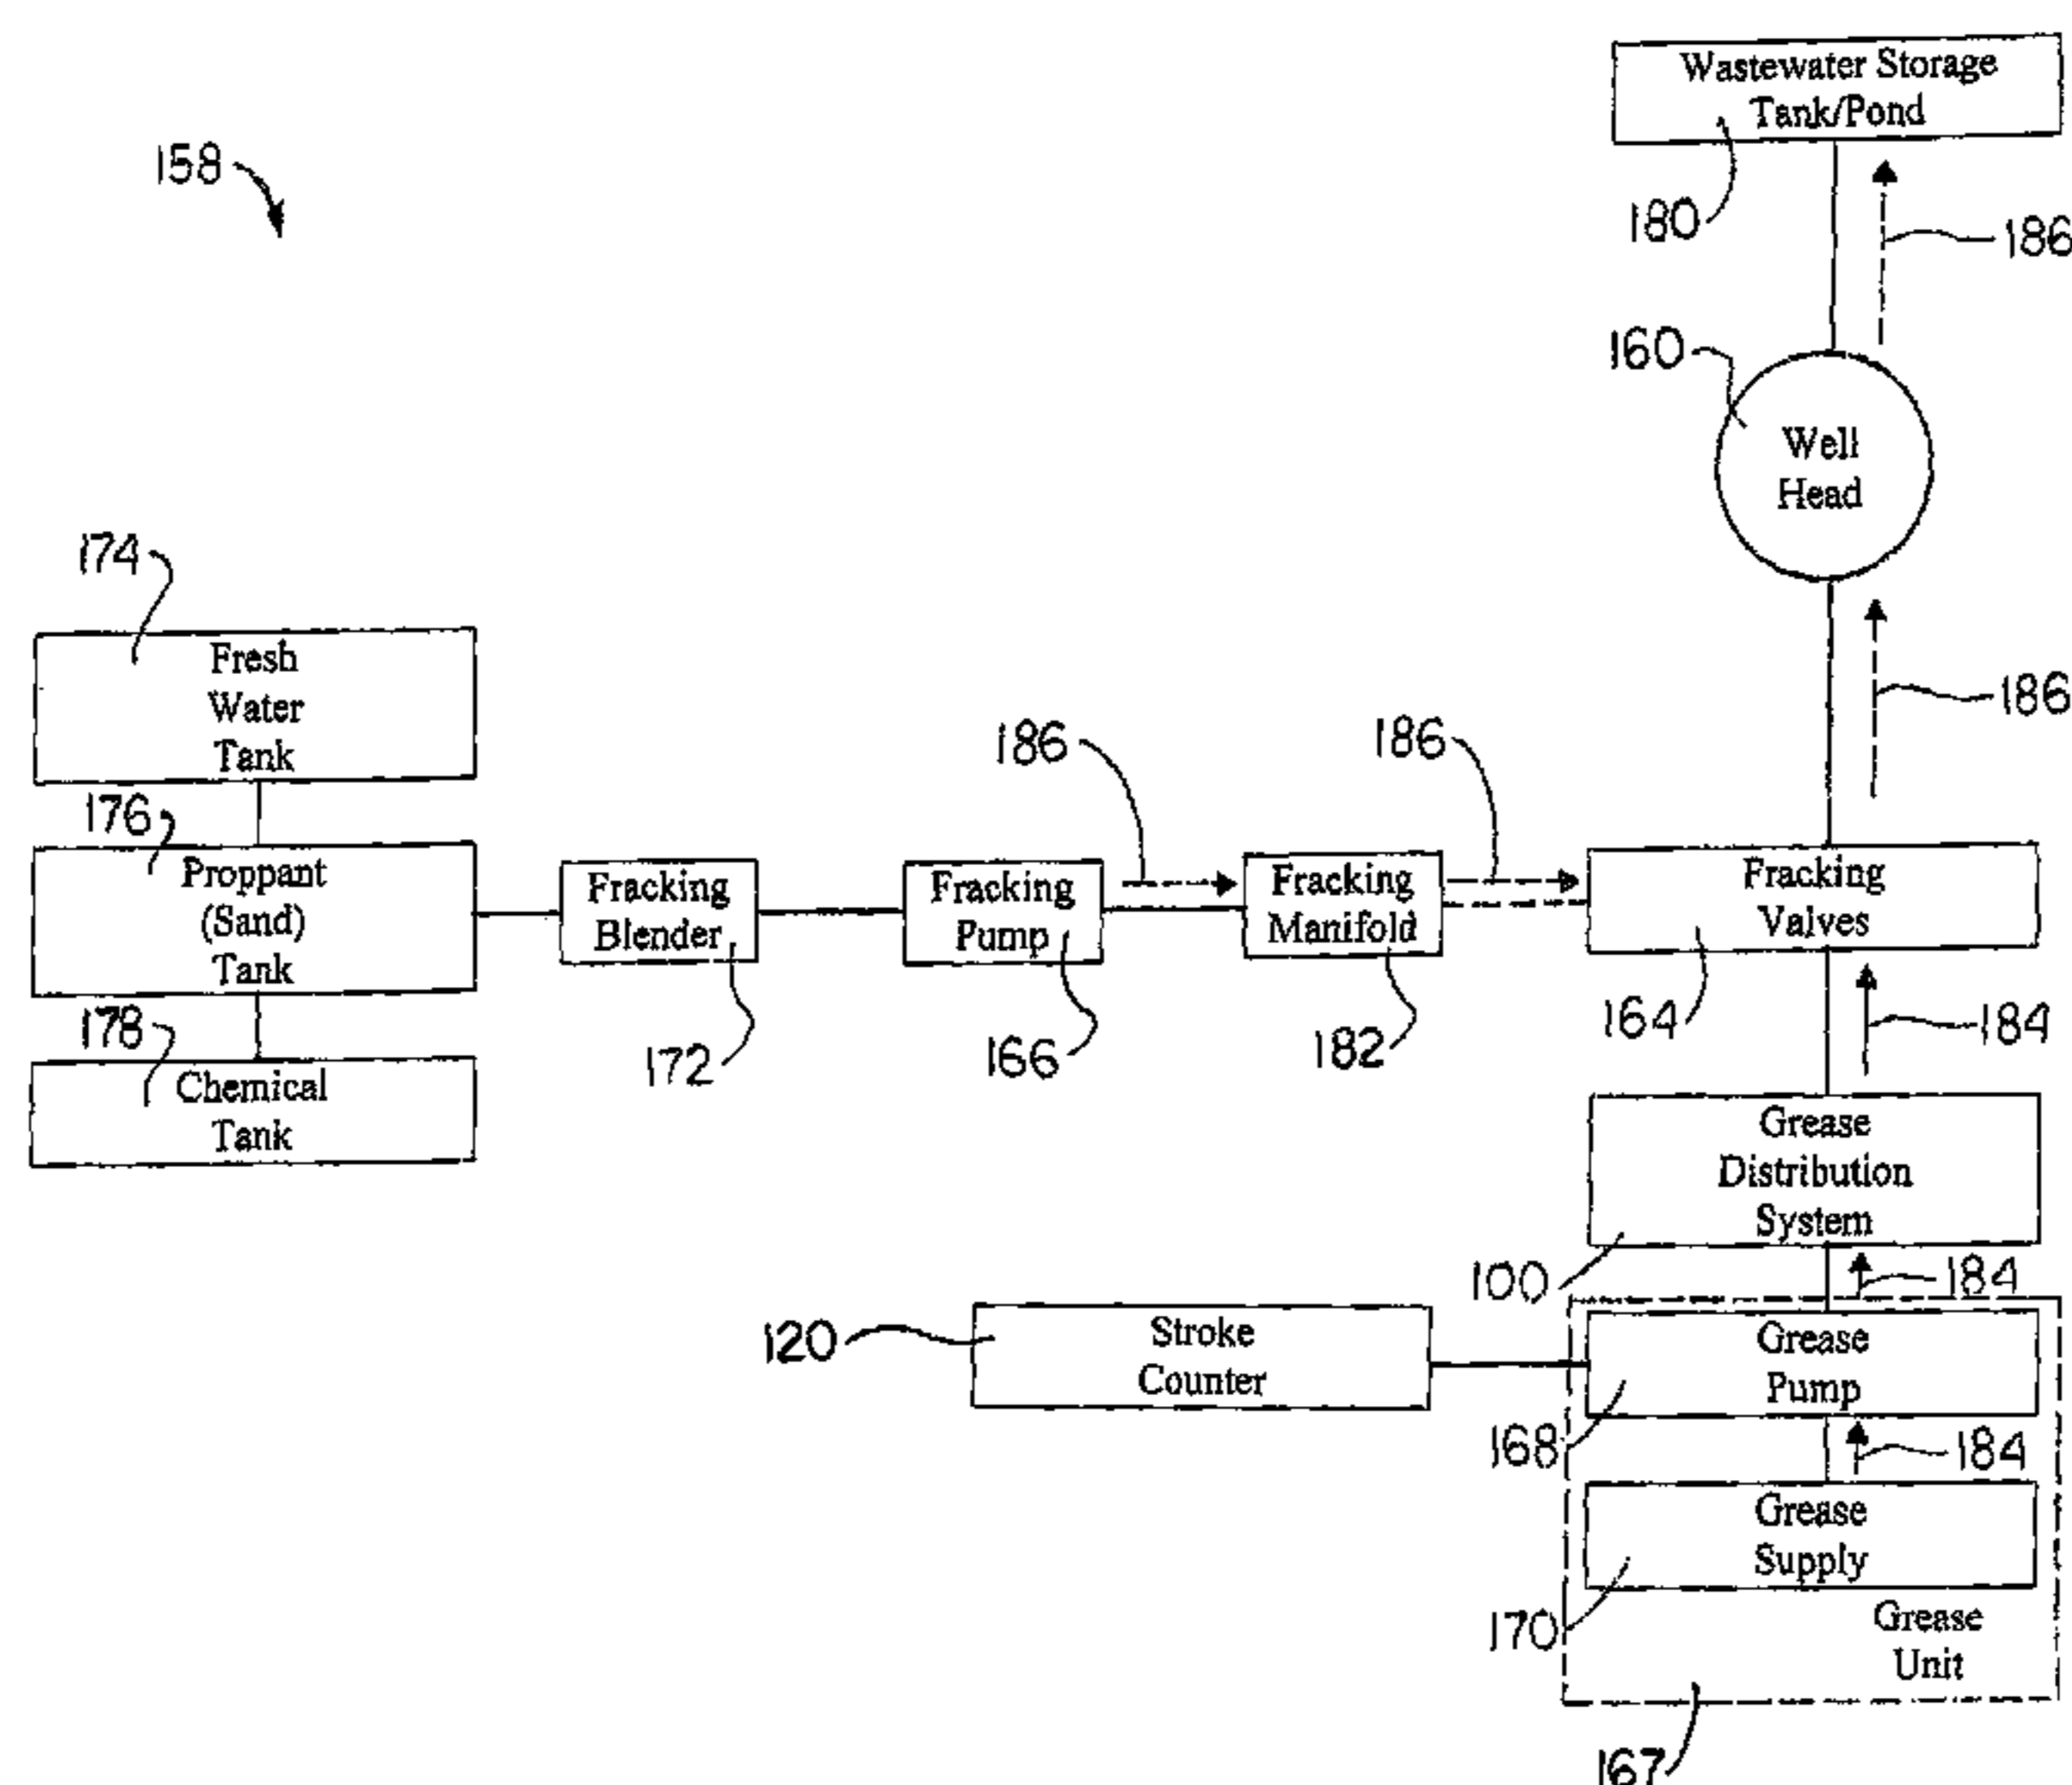 Wastewater Storage
Tank/Pond
158
180
186
160
Well
Head
174
186
Fresh
Water
Tank
186
186
176
Proppant
(Sand)
Tank
Fracking
Blender
Fracking
Pump
Fracking
Manifold
Fracking
Valves
178
172
166
182
164
184
Chemical
Tank
Grease
Distribution
System
100
184
120
Stroke
Counter
Grease
Pump
168
184
Grease
Supply
170
Grease
Unit
167